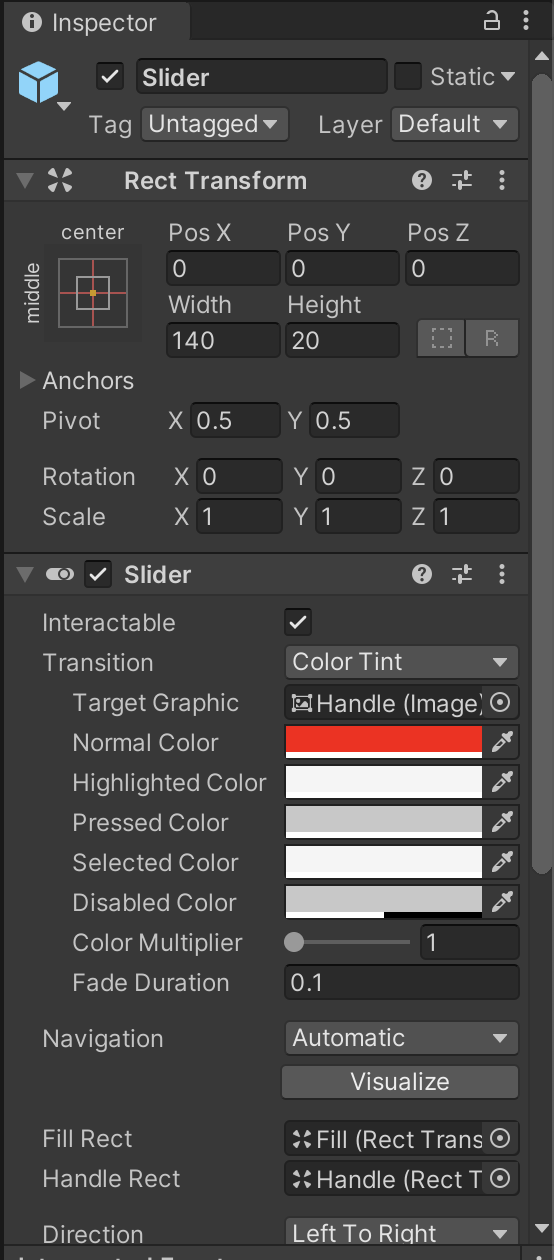 Inspector
Slider
Static
Tag Untagged Layer Default
Rect Transform
center
middle
Pos X Pos Y Pos Z
0 0 0
Width Height
140 20
R
Anchors
Pivot X 0.5 Y 0.5
Rotation X 0 Y 0 Z 0
Scale X 1 Y 1 Z 1
Slider
Interactable
Transition Color Tint
Target Graphic Handle (Image)
Normal Color
Highlighted Color
Pressed Color
Selected Color
Disabled Color
Color Multiplier 1
Fade Duration 0.1
Navigation Automatic
Visualize
Fill Rect Fill (Rect Trans
Handle Rect Handle (Rect T
Direction Left To Right